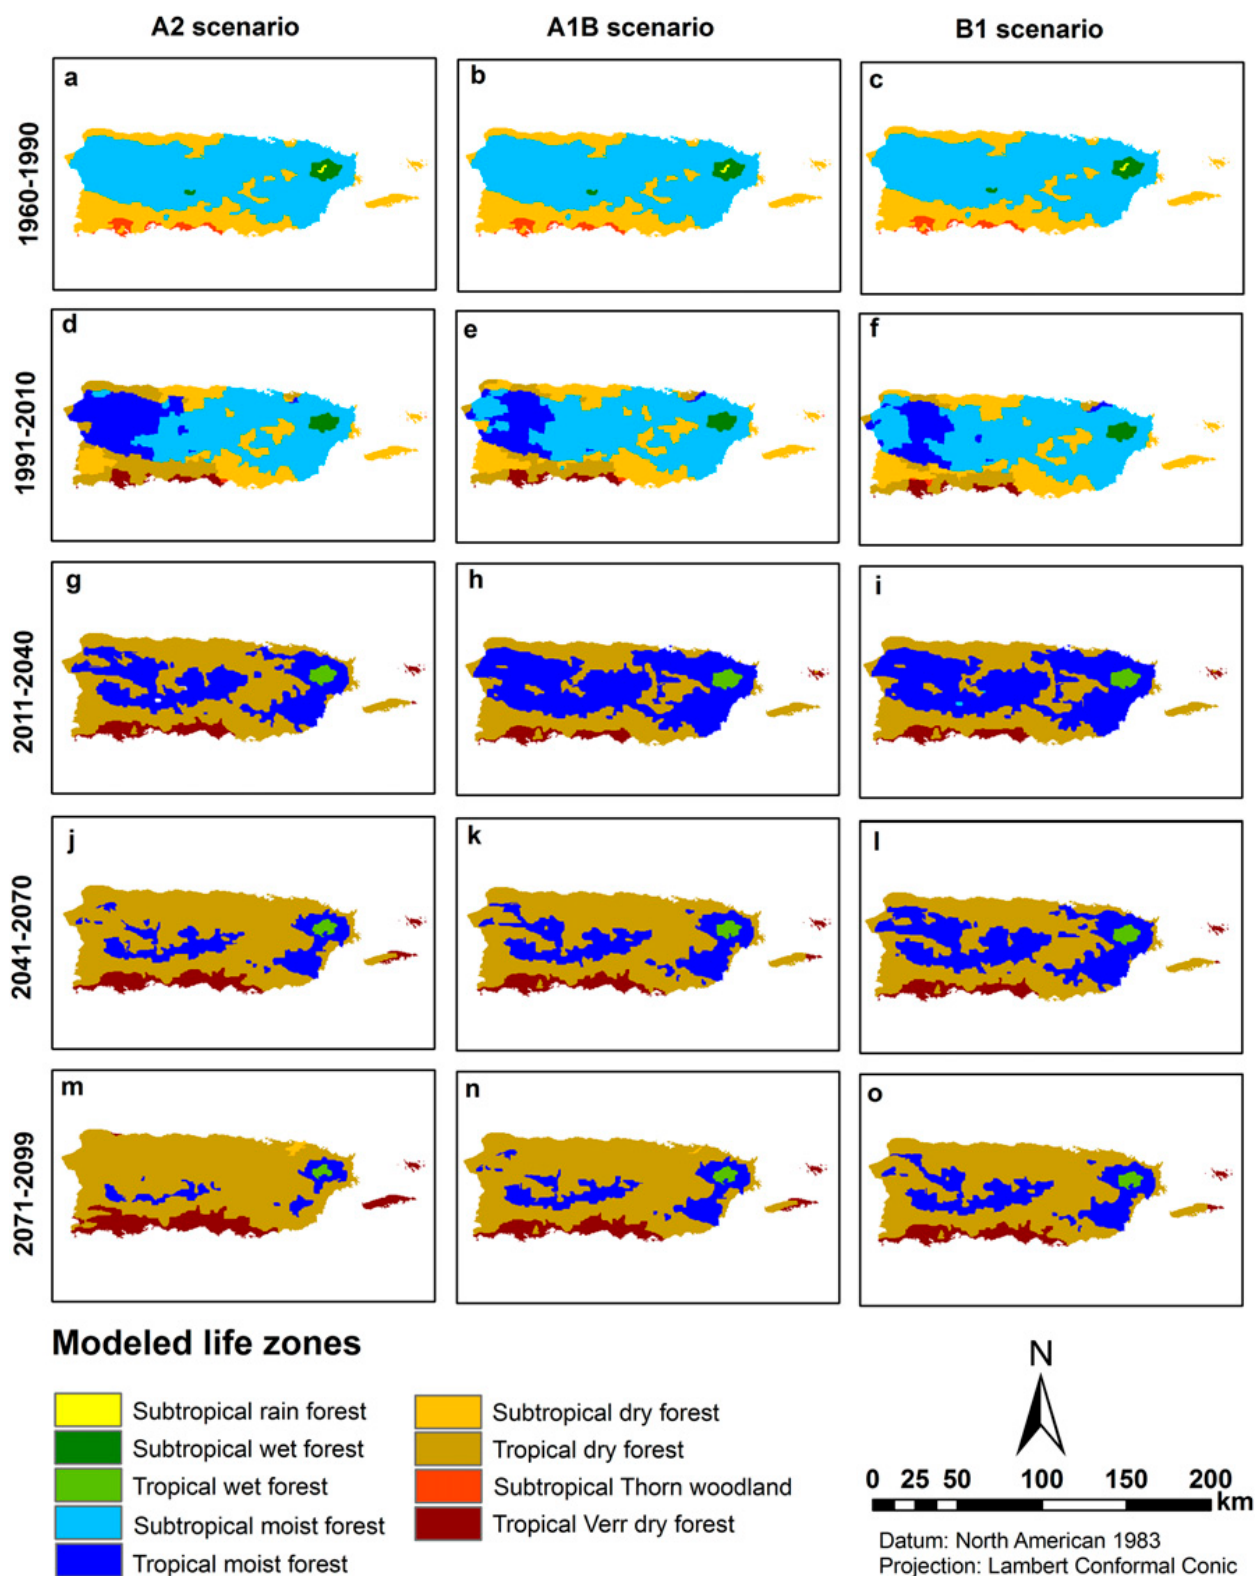 A2 scenario
A1B scenario
B1 scenario
1960-1990
a
b
c
1991-2010
d
e
f
2011-2040
g
h
i
2041-2070
j
k
l
2071-2099
m
n
o
Modeled life zones
Subtropical rain forest
Subtropical wet forest
Tropical wet forest
Subtropical moist forest
Tropical moist forest
Subtropical dry forest
Tropical dry forest
Subtropical Thorn woodland
Tropical Verr dry forest
N
0 25 50 100 150 200
km
Datum: North American 1983
Projection: Lambert Conformal Conic